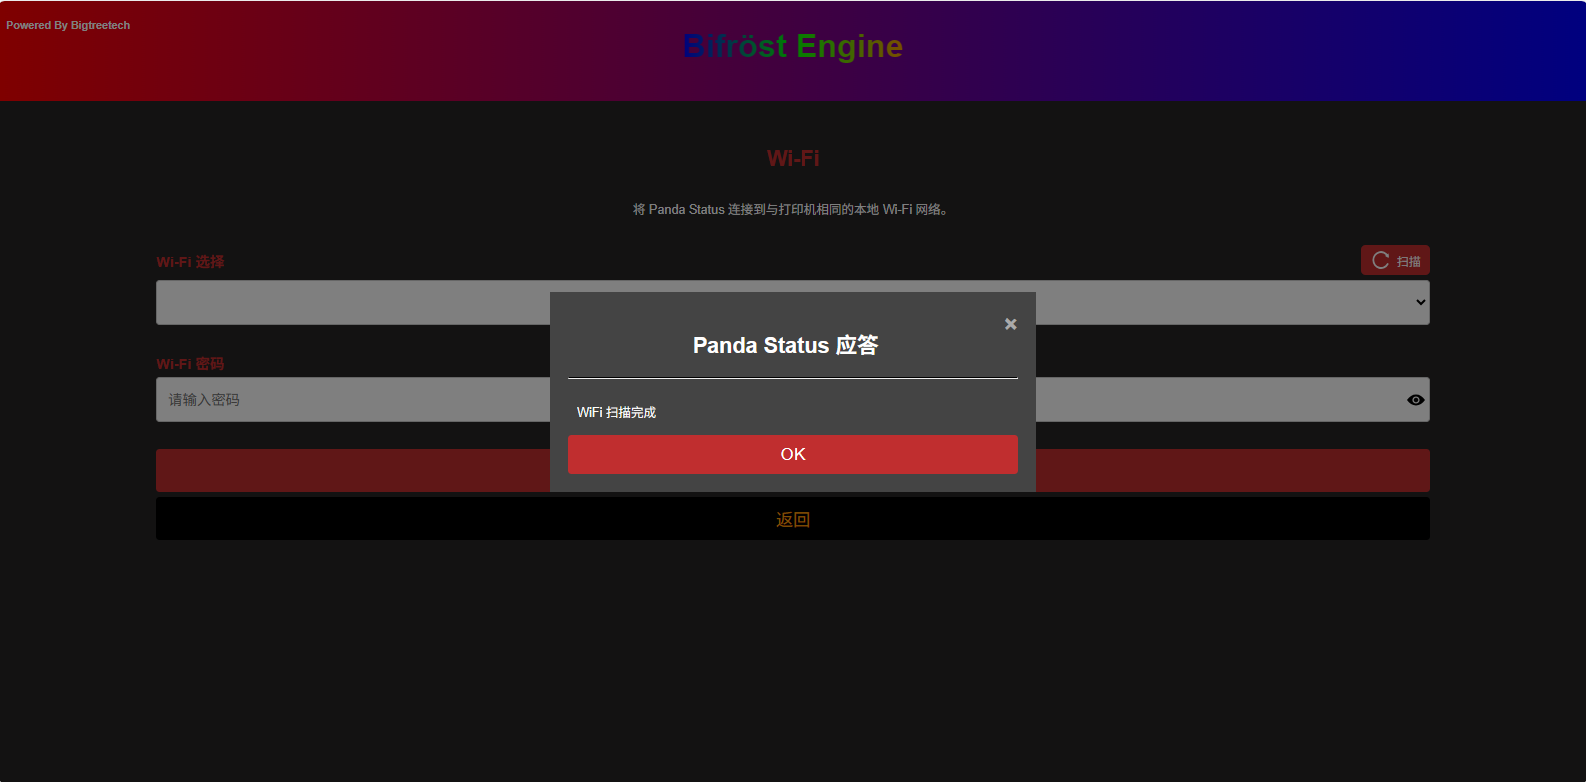 Powered By Bigtreetech
Bifröst Engine
Wi-Fi
将 Panda Status 连接到与打印机相同的本地 Wi-Fi 网络。
Wi-Fi 选择
扫描
Panda Status 应答
Wi-Fi 密码
请输入密码
WiFi 扫描完成
OK
返回